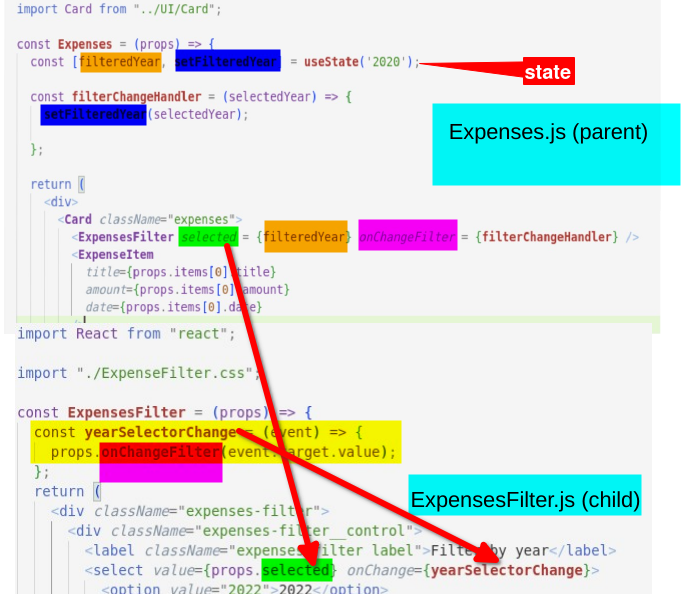 import Card from "../UI/Card";
const Expenses = (props) => {
const [filteredYear, setFilteredYear] = useState('2020');
state
const filterChangeHandler = (selectedYear) => {
setFilteredYear(selectedYear);
Expenses.js (parent)
};
return (
<div>
<Card className="expenses">
<ExpensesFilter selected = {filteredYear} onChangeFilter = {filterChangeHandler} />
<ExpenseItem
title={props.items[0].title}
amount={props.items[0].amount}
date={props.items[0].date}
import React from "react";
import "./ExpenseFilter.css";
const ExpensesFilter = (props) => {
const yearSelectorChange = (event) => {
props.onChangeFilter(event.target.value);
};
return (
ExpensesFilter.js (child)
<div className="expenses-filter">
<div className="expenses-filter__control">
<label className="expenses-filter label">Filter by year</label>
<select value={props.selected} onChange={yearSelectorChange}>
<option value="2022">2022</option>